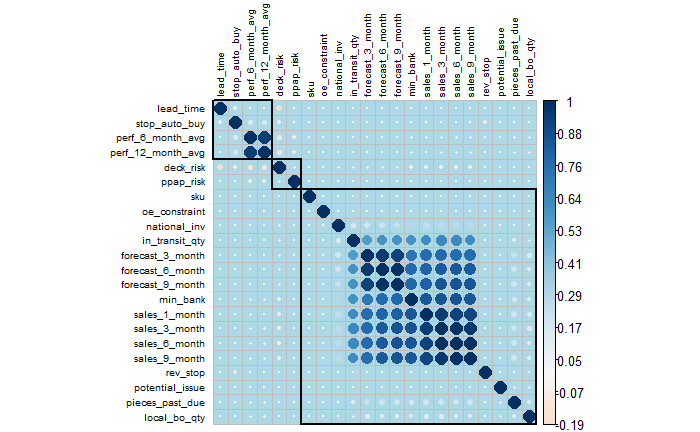 lead_time
stop_auto_buy
perf_6_month_avg
perf_12_month_avg
deck_risk
ppap_risk
sku
oe_constraint
national_inv
in_transit_qty
forecast_3_month
forecast_6_month
forecast_9_month
min_bank
sales_1_month
sales_3_month
sales_6_month
sales_9_month
rev_stop
potential_issue
pieces_past_due
local_bo_qty
lead_time
stop_auto_buy
perf_6_month_avg
perf_12_month_avg
deck_risk
ppap_risk
sku
oe_constraint
national_inv
in_transit_qty
forecast_3_month
forecast_6_month
forecast_9_month
min_bank
sales_1_month
sales_3_month
sales_6_month
sales_9_month
rev_stop
potential_issue
pieces_past_due
local_bo_qty
1
0.88
0.76
0.64
0.53
0.41
0.29
0.17
0.05
-0.07
-0.19